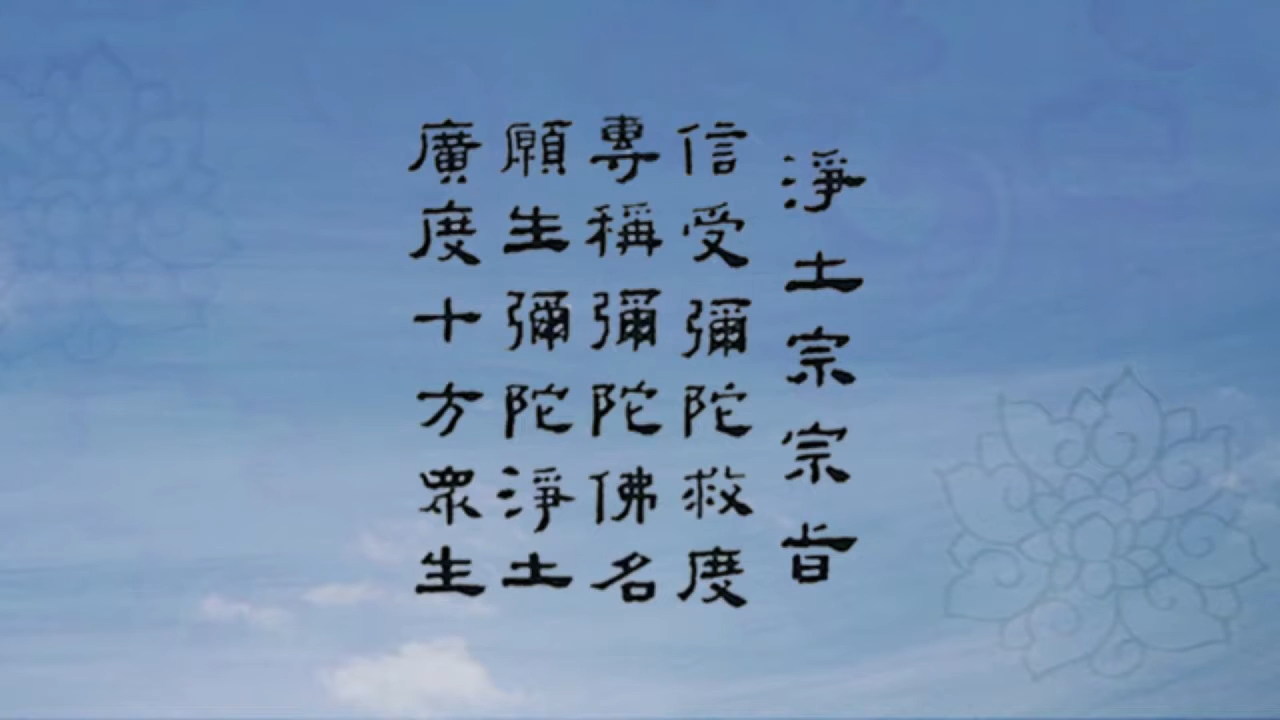 淨土宗宗旨
信受彌陀救度
專稱彌陀佛名
願生彌陀淨土
廣度十方眾生